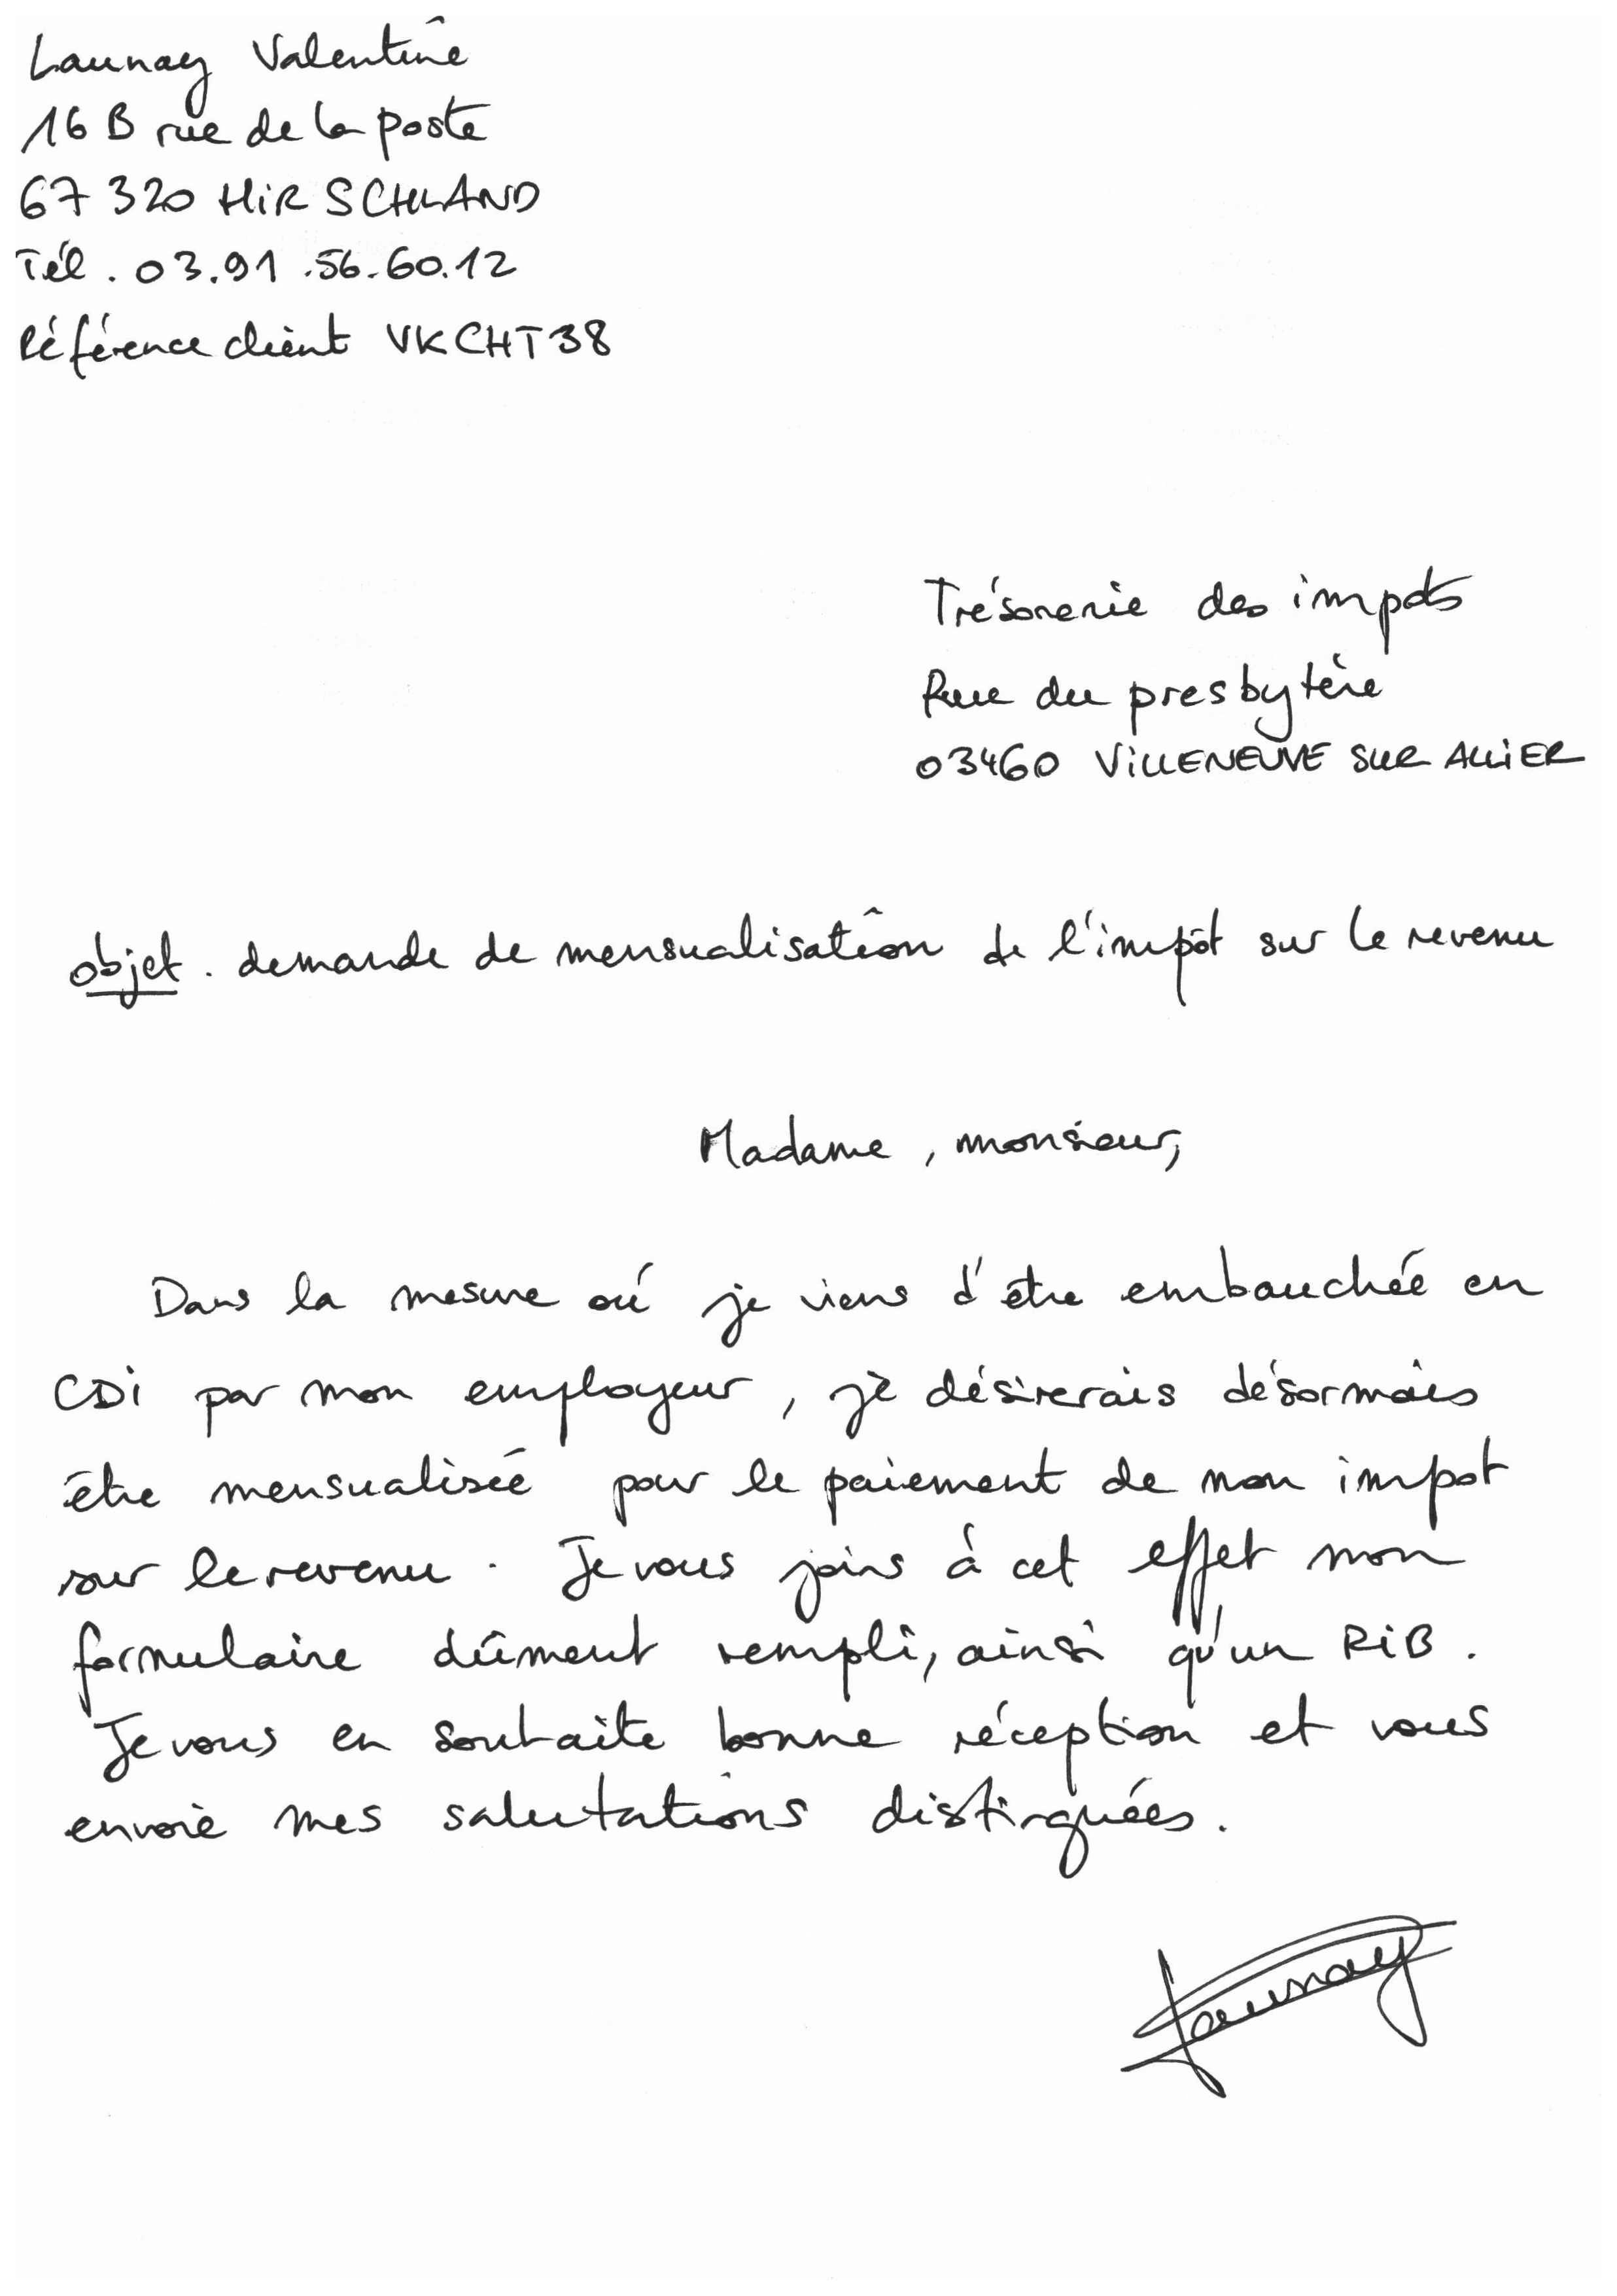 Launay Valentine
16 B rue de la poste
67 320 HIRSCHLAND
Tél. 03.91.56.60.12
Référence client VKCHT38
Trésorerie des impots
Rue du presbytère
03460 VILLENEUVE SUR ALLIER
objet. demande de mensualisation de l'impôt sur le revenu
Madame, monsieur,
Dans la mesure où je viens d'être embauchée en
CDI par mon employeur, je désirerais désormais
être mensualisée pour le paiement de mon impot
sur le revenu. Je vous joins à cet effet mon
formulaire dûment rempli, ainsi qu'un RIB.
Je vous en souhaite bonne réception et vous
envoie mes salutations distinguées.
Launay